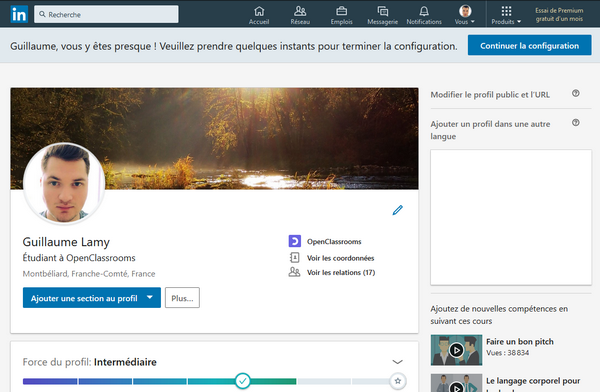 in
Recherche
Accueil
Réseau
Emplois
Messagerie
Notifications
Vous
Produits
Essai de Premium
gratuit d'un mois
Guillaume, vous y êtes presque ! Veuillez prendre quelques instants pour terminer la configuration.
Continuer la configuration
Modifier le profil public et l'URL
Ajouter un profil dans une autre
langue
Guillaume Lamy
Étudiant à OpenClassrooms
Montbéliard, Franche-Comté, France
OpenClassrooms
Voir les coordonnées
Voir les relations (17)
Ajouter une section au profil
Plus...
Ajoutez de nouvelles compétences en
suivant ces cours
Faire un bon pitch
Vues : 38 834
Le langage corporel pour
Force du profil: Intermédiaire